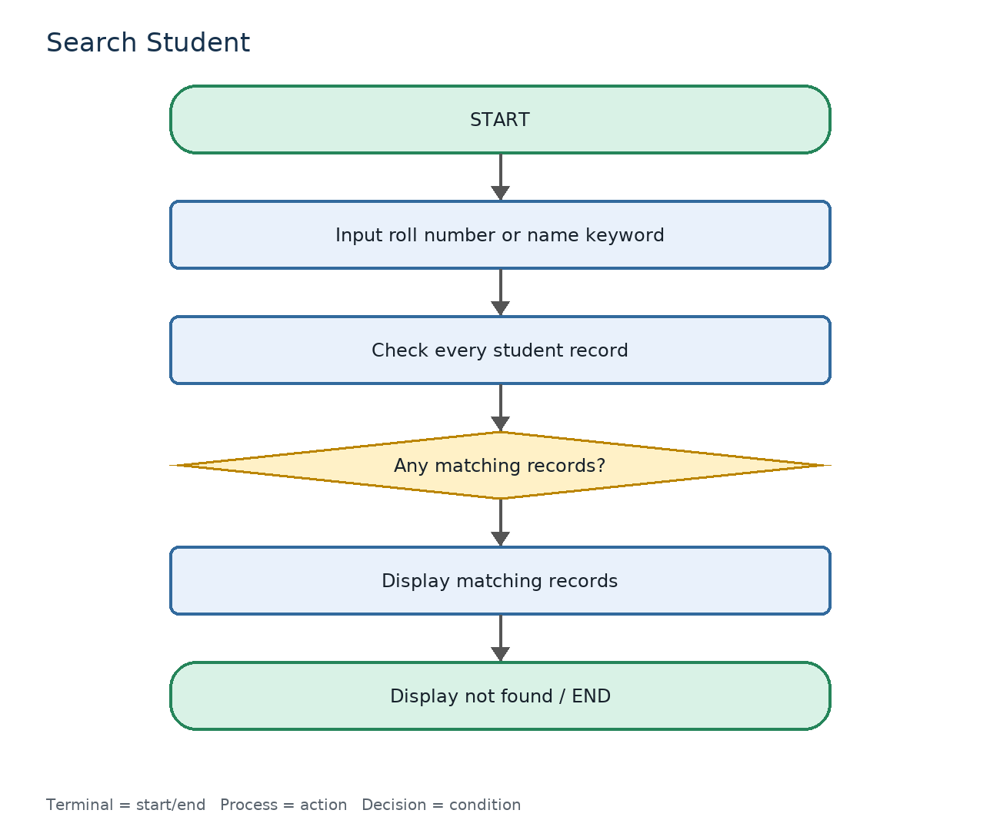 Search Student
START
Input roll number or name keyword
Check every student record
Any matching records?
Display matching records
Display not found / END
Terminal = start/end   Process = action   Decision = condition